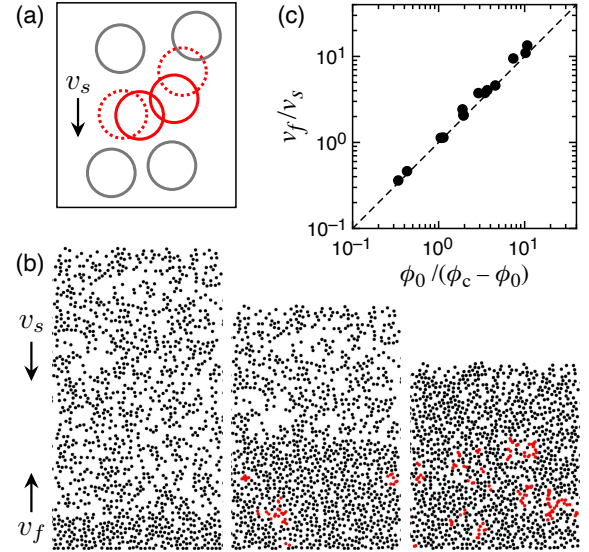 (a)
v_s
(c)
v_f/v_s
10^1
10^0
10^{-1}
10^{-1} 10^0 10^1
ϕ_0/(ϕ_c − ϕ_0)
(b)
v_s
v_f